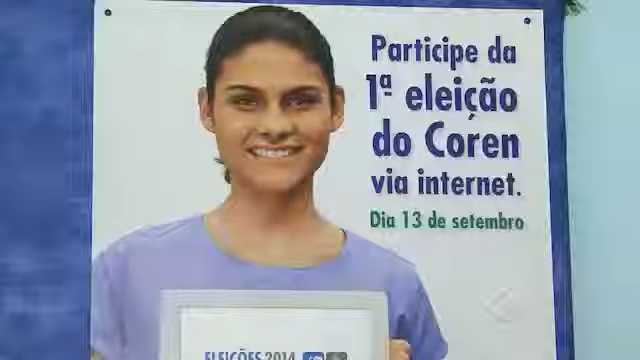 Participe da
1ª eleição
do Coren
via internet.
Dia 13 de setembro
ELEIÇÕES 2014